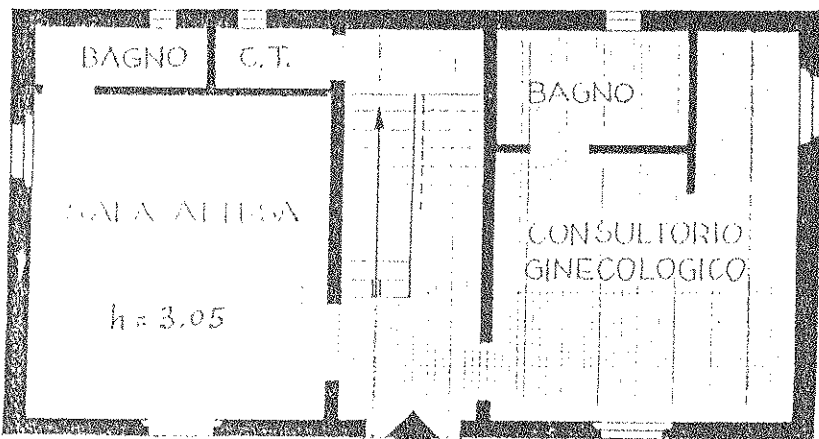 BAGNO
C.T.
BAGNO
SALA ATTESA
CONSULTORIO
GINECOLOGICO
h = 3.05